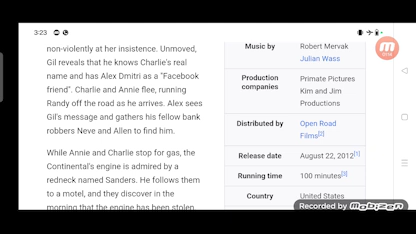 3:23
non-violently at her insistence. Unmoved,
Gil reveals that he knows Charlie's real
name and has Alex Dmitri as a "Facebook
friend". Charlie and Annie flee, running
Randy off the road as he arrives. Alex sees
Gil's message and gathers his fellow bank
robbers Neve and Allen to find him.
While Annie and Charlie stop for gas, the
Continental's engine is admired by a
redneck named Sanders. He follows them
to a motel, and they discover in the
morning that the engine has been stolen.
Music by Robert Mervak
Julian Wass
Production companies Primate Pictures
Kim and Jim
Productions
Distributed by Open Road
Films[2]
Release date August 22, 2012[1]
Running time 100 minutes[3]
Country United States
Recorded by Mobizen